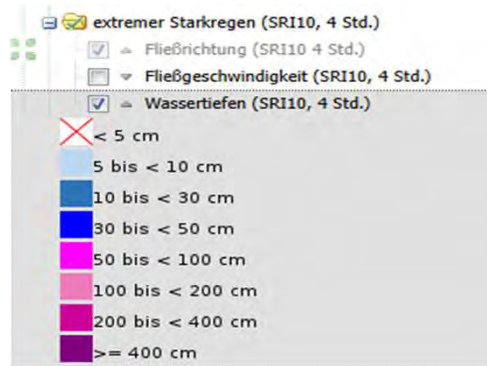 extremer Starkregen (SRI10, 4 Std.)
Fließrichtung (SRI10 4 Std.)
Fließgeschwindigkeit (SRI10, 4 Std.)
Wassertiefen (SRI10, 4 Std.)
< 5 cm
5 bis < 10 cm
10 bis < 30 cm
30 bis < 50 cm
50 bis < 100 cm
100 bis < 200 cm
200 bis < 400 cm
>= 400 cm